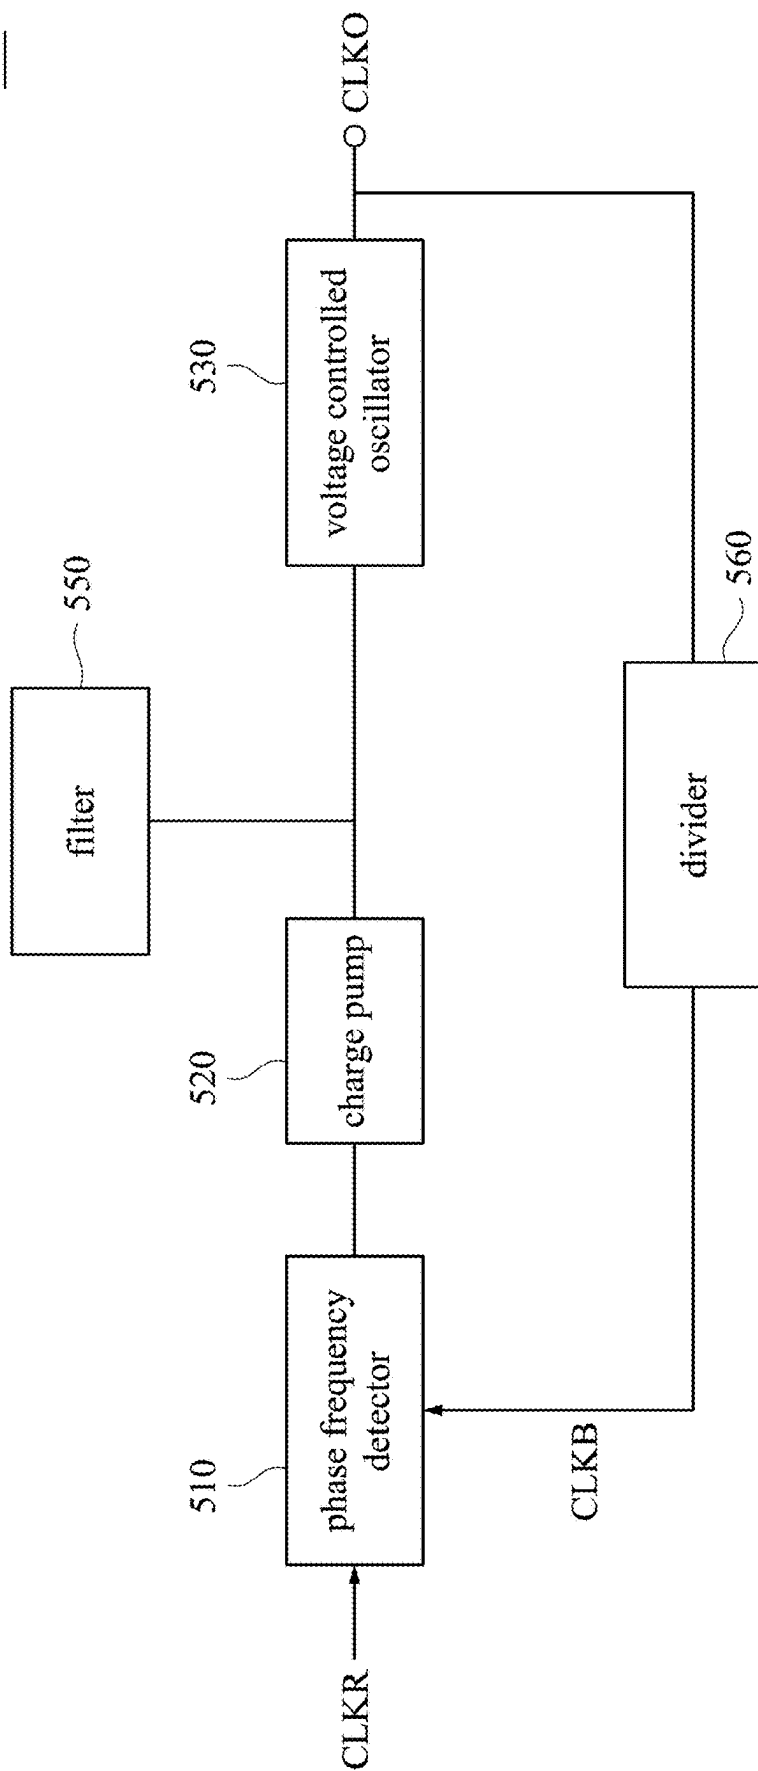 550
filter
520
530
CLKR
510
phase frequency
detector
charge pump
voltage controlled
oscillator
CLKO
CLKB
divider
560